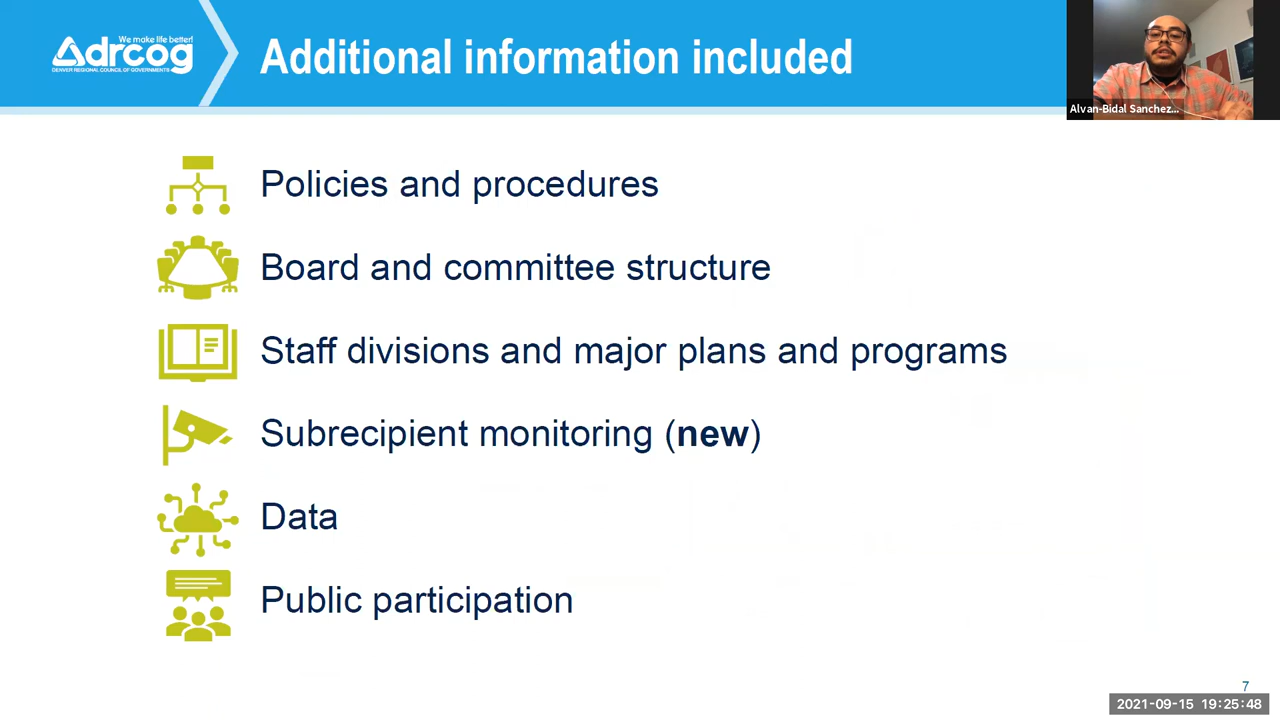 We make life better!
drcog
DENVER REGIONAL COUNCIL OF GOVERNMENTS
Additional information included
Alvan-Bidal Sanchez...
Policies and procedures
Board and committee structure
Staff divisions and major plans and programs
Subrecipient monitoring (new)
Data
Public participation
7
2021-09-15 19:25:48